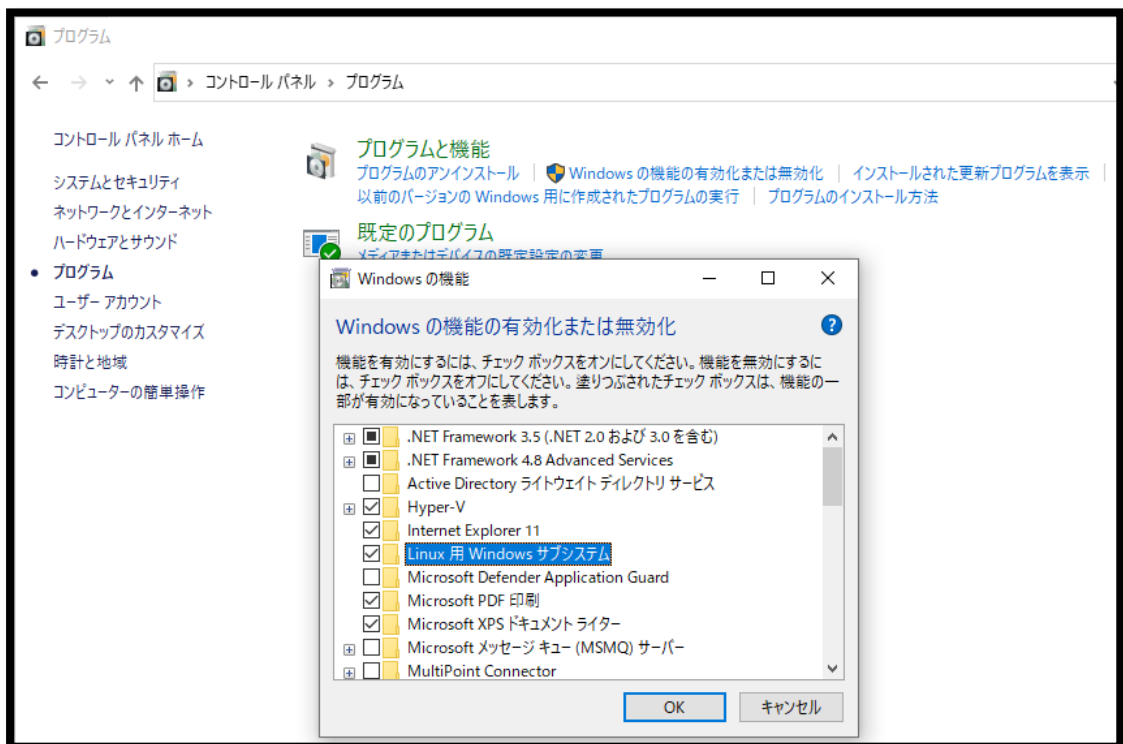 プログラム
コントロール パネル › プログラム
コントロール パネル ホーム
システムとセキュリティ
ネットワークとインターネット
ハードウェアとサウンド
プログラム
ユーザー アカウント
デスクトップのカスタマイズ
時計と地域
コンピューターの簡単操作
プログラムと機能
プログラムのアンインストール | Windows の機能の有効化または無効化 | インストールされた更新プログラムを表示 |
以前のバージョンの Windows 用に作成されたプログラムの実行 | プログラムのインストール方法
既定のプログラム
メディアまたはデバイスの既定設定の変更
Windows の機能
Windows の機能の有効化または無効化
機能を有効にするには、チェック ボックスをオンにしてください。機能を無効にするに
は、チェック ボックスをオフにしてください。塗りつぶされたチェック ボックスは、機能の一
部が有効になっていることを表します。
.NET Framework 3.5 (.NET 2.0 および 3.0 を含む)
.NET Framework 4.8 Advanced Services
Active Directory ライトウェイト ディレクトリ サービス
Hyper-V
Internet Explorer 11
Linux 用 Windows サブシステム
Microsoft Defender Application Guard
Microsoft PDF 印刷
Microsoft XPS ドキュメント ライター
Microsoft メッセージ キュー (MSMQ) サーバー
MultiPoint Connector
OK
キャンセル